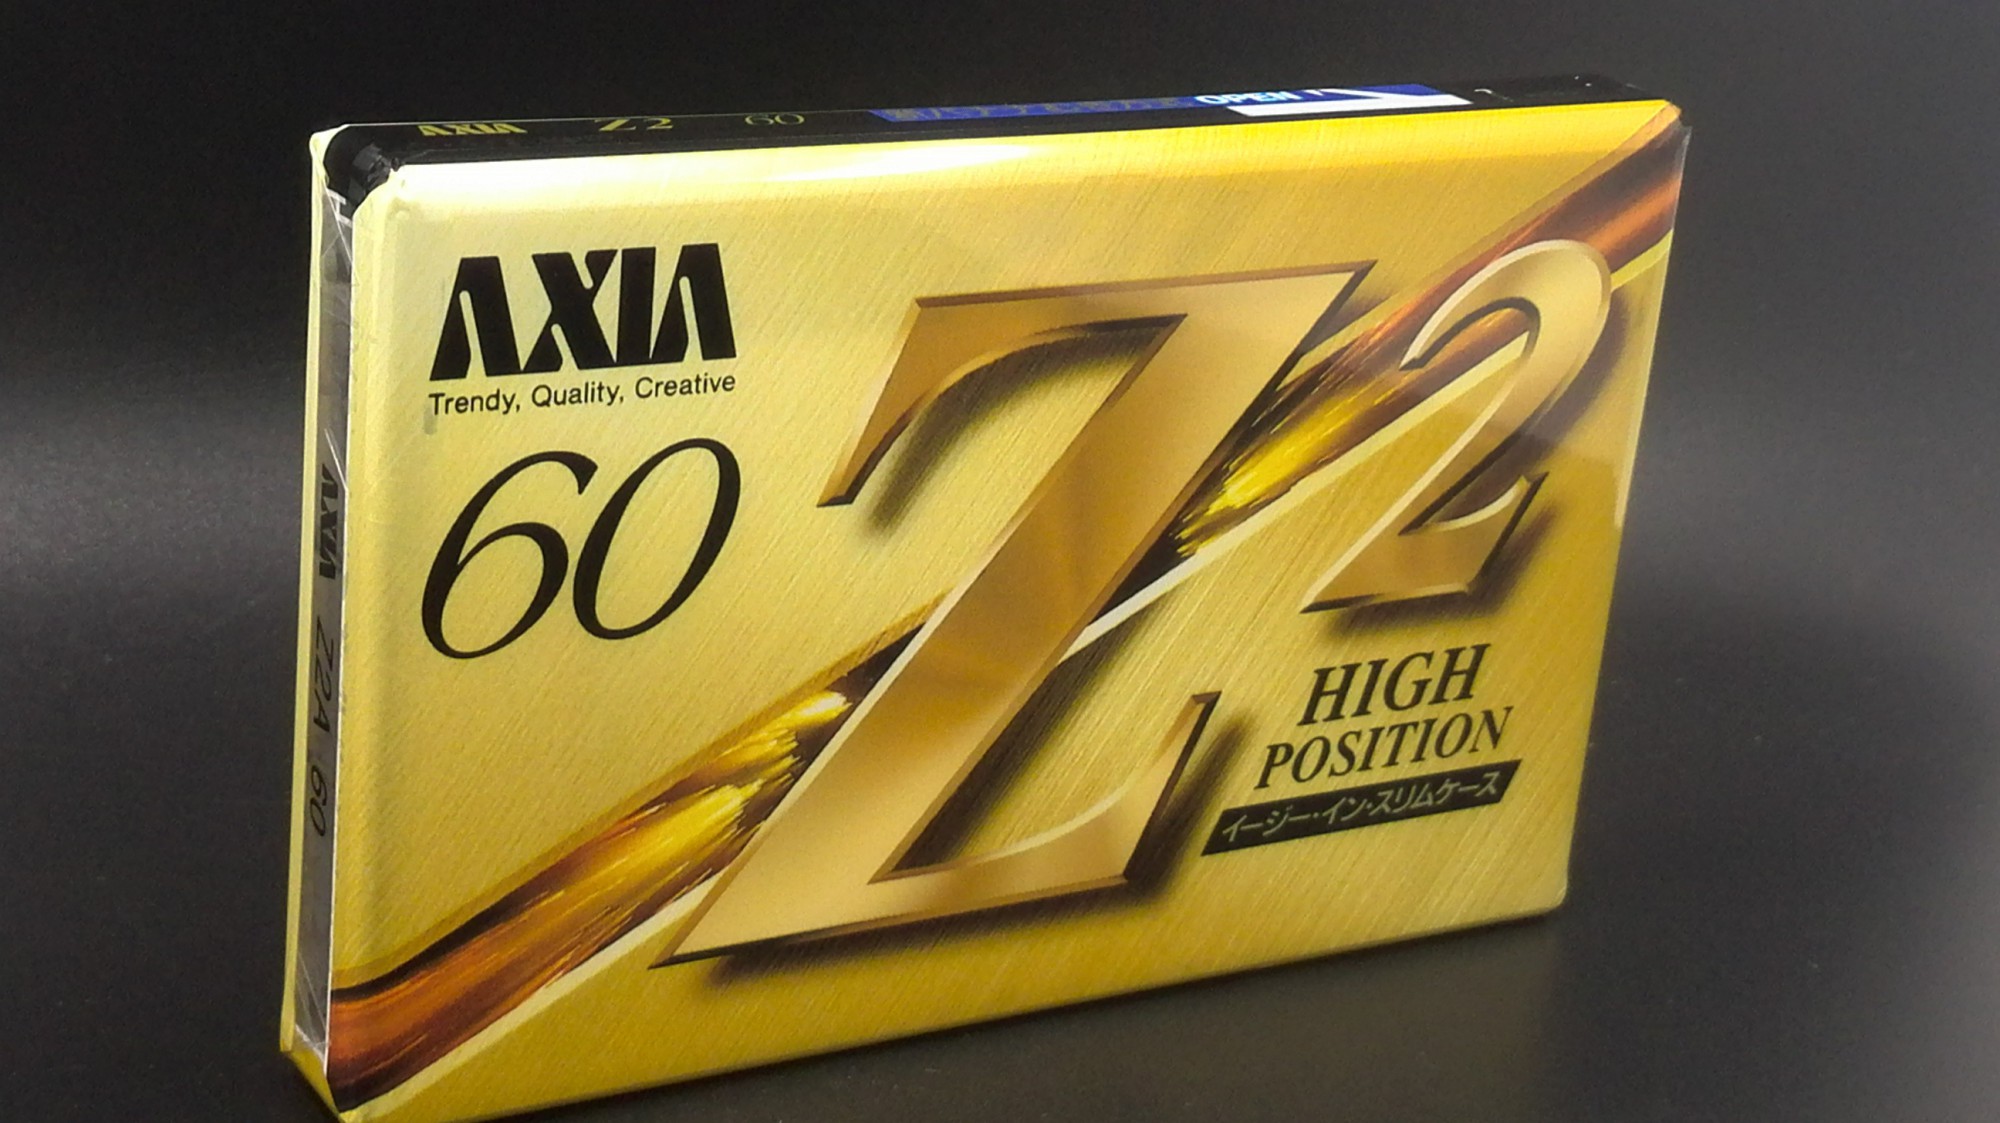 AXIA Z2 60
OPEN
AXIA
Trendy, Quality, Creative
60
Z2
HIGH
POSITION
イージー・イン・スリムケース
AXIA Z2A 60